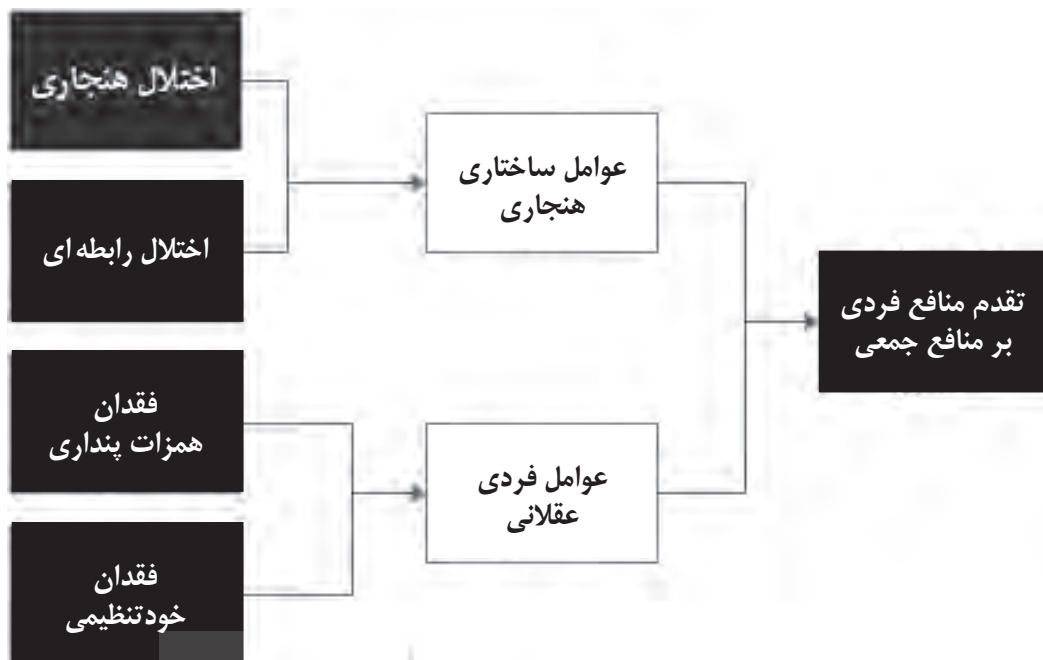 اختلال هنجاری
اختلال رابطه ای
فقدان
همزات پنداری
فقدان
خودتنظیمی
عوامل ساختاری
هنجاری
عوامل فردی
عقلانی
تقدم منافع فردی
بر منافع جمعی